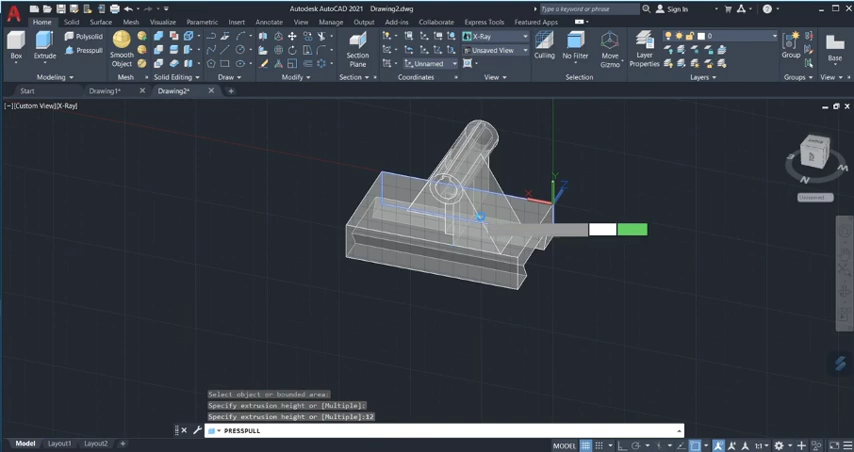 Autodesk AutoCAD 2021 Drawing2.dwg
Type a keyword or phrase
Sign In
Home Solid Surface Mesh Visualize Parametric Insert Annotate View Manage Output Add-ins Collaborate Express Tools Featured Apps
Box Extrude Polysolid Presspull Smooth Object
X-Ray
Unsaved View
Unnamed
Section Plane Culling No Filter Move Gizmo Layer Properties 0 Group Base
Modeling Mesh Solid Editing Draw Modify Section Coordinates View Selection Layers Groups View
Start Drawing1* Drawing2*
[−][Custom View][X-Ray]
Y
X
Z
S
W
N
Unnamed
Select object or bounded area:
Specify extrusion height or [Multiple]:
Specify extrusion height or [Multiple]:12
PRESSPULL
Model Layout1 Layout2
MODEL 1:1